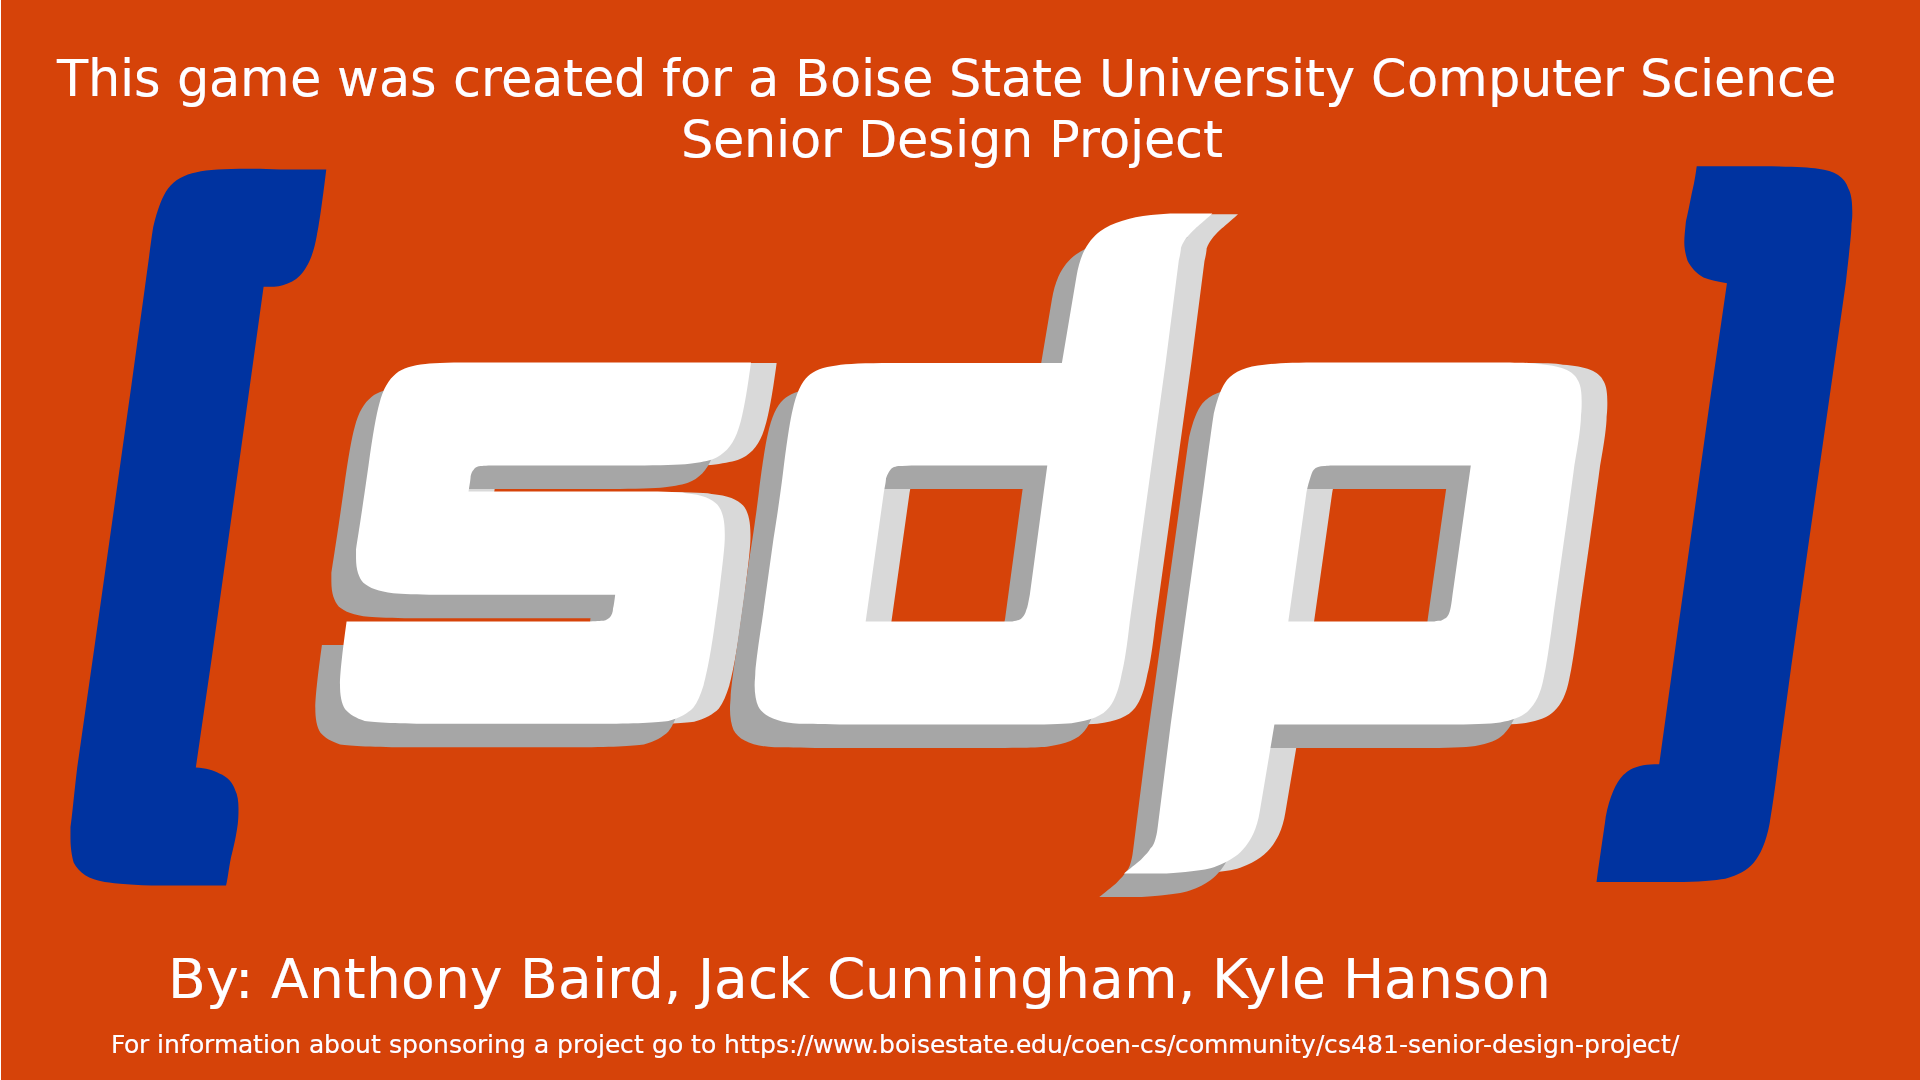 This game was created for a Boise State University Computer Science
Senior Design Project
[sdp]
By: Anthony Baird, Jack Cunningham, Kyle Hanson
For information about sponsoring a project go to https://www.boisestate.edu/coen-cs/community/cs481-senior-design-project/